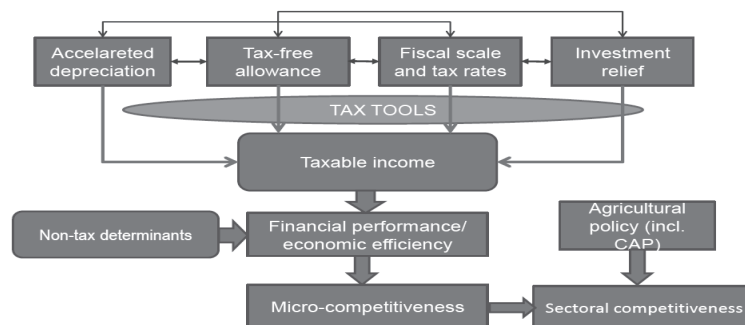 Accelareted
depreciation
Tax-free
allowance
Fiscal scale
and tax rates
Investment
relief
TAX TOOLS
Taxable income
Non-tax determinants
Financial performance/
economic efficiency
Agricultural
policy (incl.
CAP)
Micro-competitiveness
Sectoral competitiveness